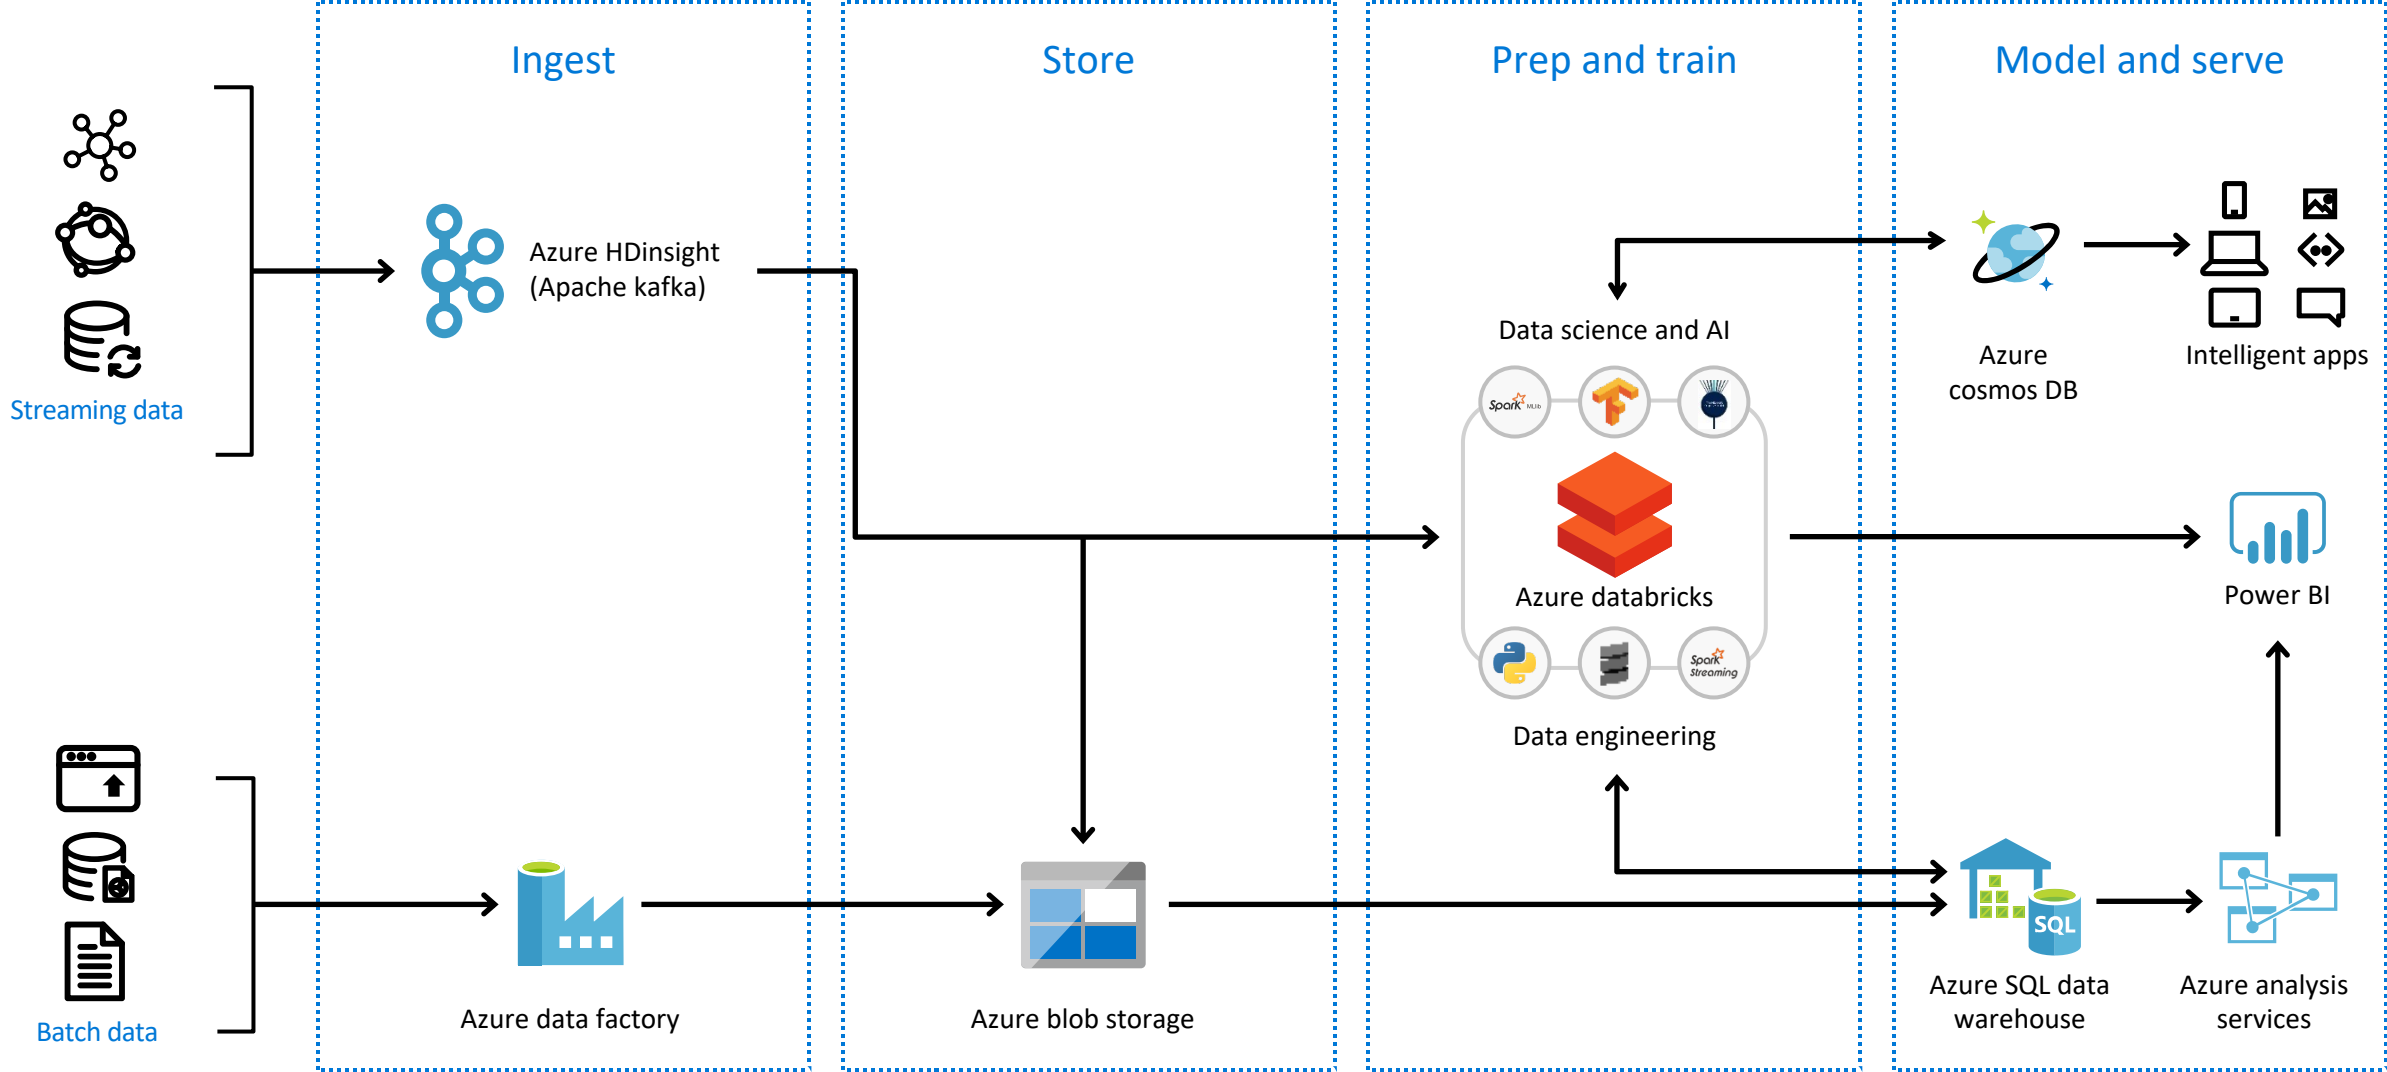 Ingest
Store
Prep and train
Model and serve
Streaming data
Azure HDinsight
(Apache kafka)
Data science and AI
Spark MLlib
Azure databricks
Spark
Streaming
Data engineering
Azure
cosmos DB
Intelligent apps
Power BI
Batch data
Azure data factory
Azure blob storage
SQL
Azure SQL data
warehouse
Azure analysis
services